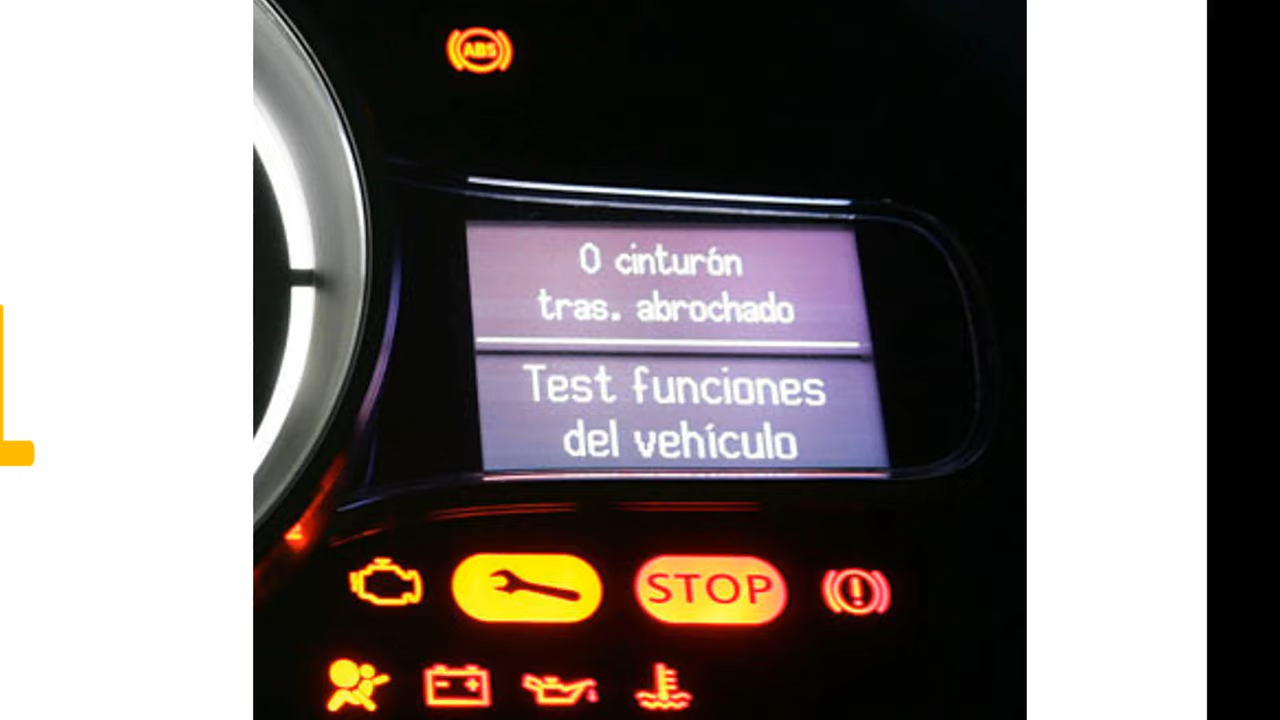 ABS
0 cinturón
tras. abrochado
Test funciones
del vehículo
STOP